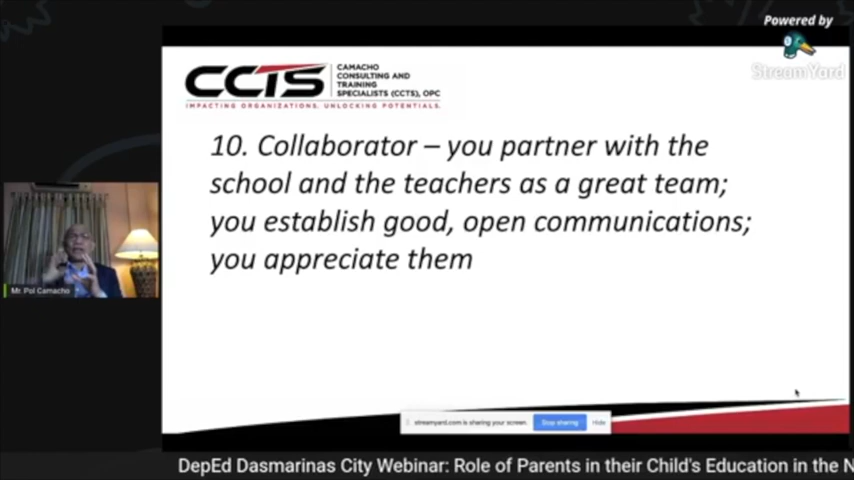 Powered by
StreamYard
CCTS
CAMACHO
CONSULTING AND
TRAINING
SPECIALISTS (CCTS), OPC
IMPACTING ORGANIZATIONS. UNLOCKING POTENTIALS.
10. Collaborator – you partner with the
school and the teachers as a great team;
you establish good, open communications;
you appreciate them
Mr. Pol Camacho
streamyard.com is sharing your screen.
Stop sharing
Hide
DepEd Dasmarinas City Webinar: Role of Parents in their Child's Education in the N